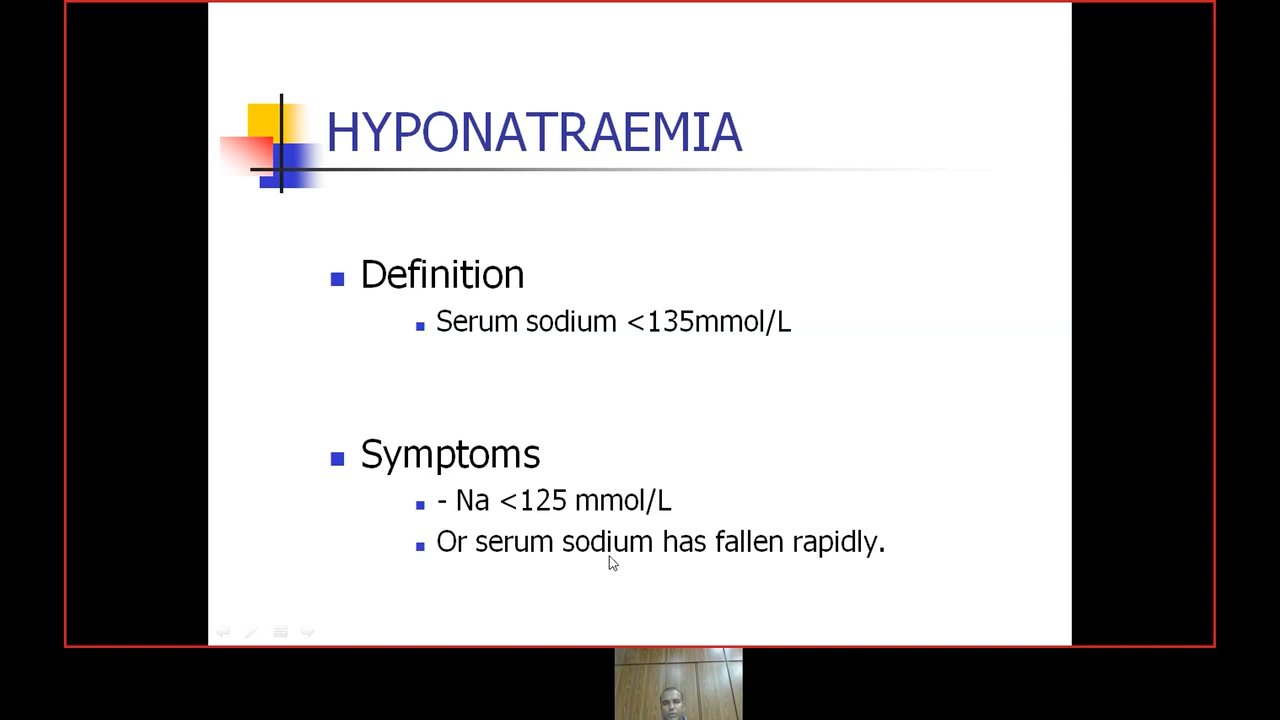 HYPONATRAEMIA
Definition
Serum sodium <135mmol/L
Symptoms
- Na <125 mmol/L
Or serum sodium has fallen rapidly.